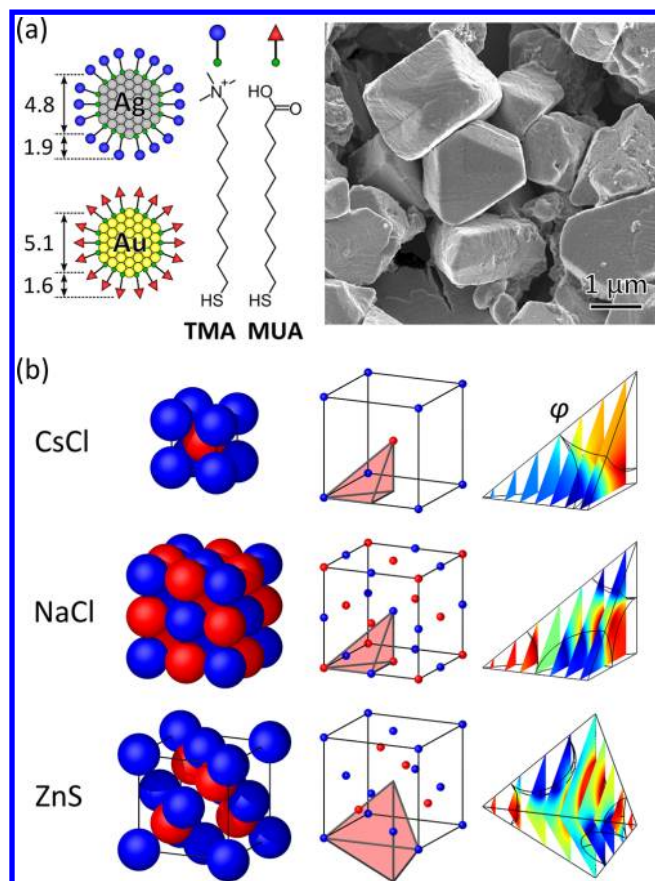 (a)
4.8
1.9
Ag
5.1
1.6
Au
N+
HO
O
HS
HS
TMA MUA
1 μm
(b)
CsCl
φ
NaCl
ZnS